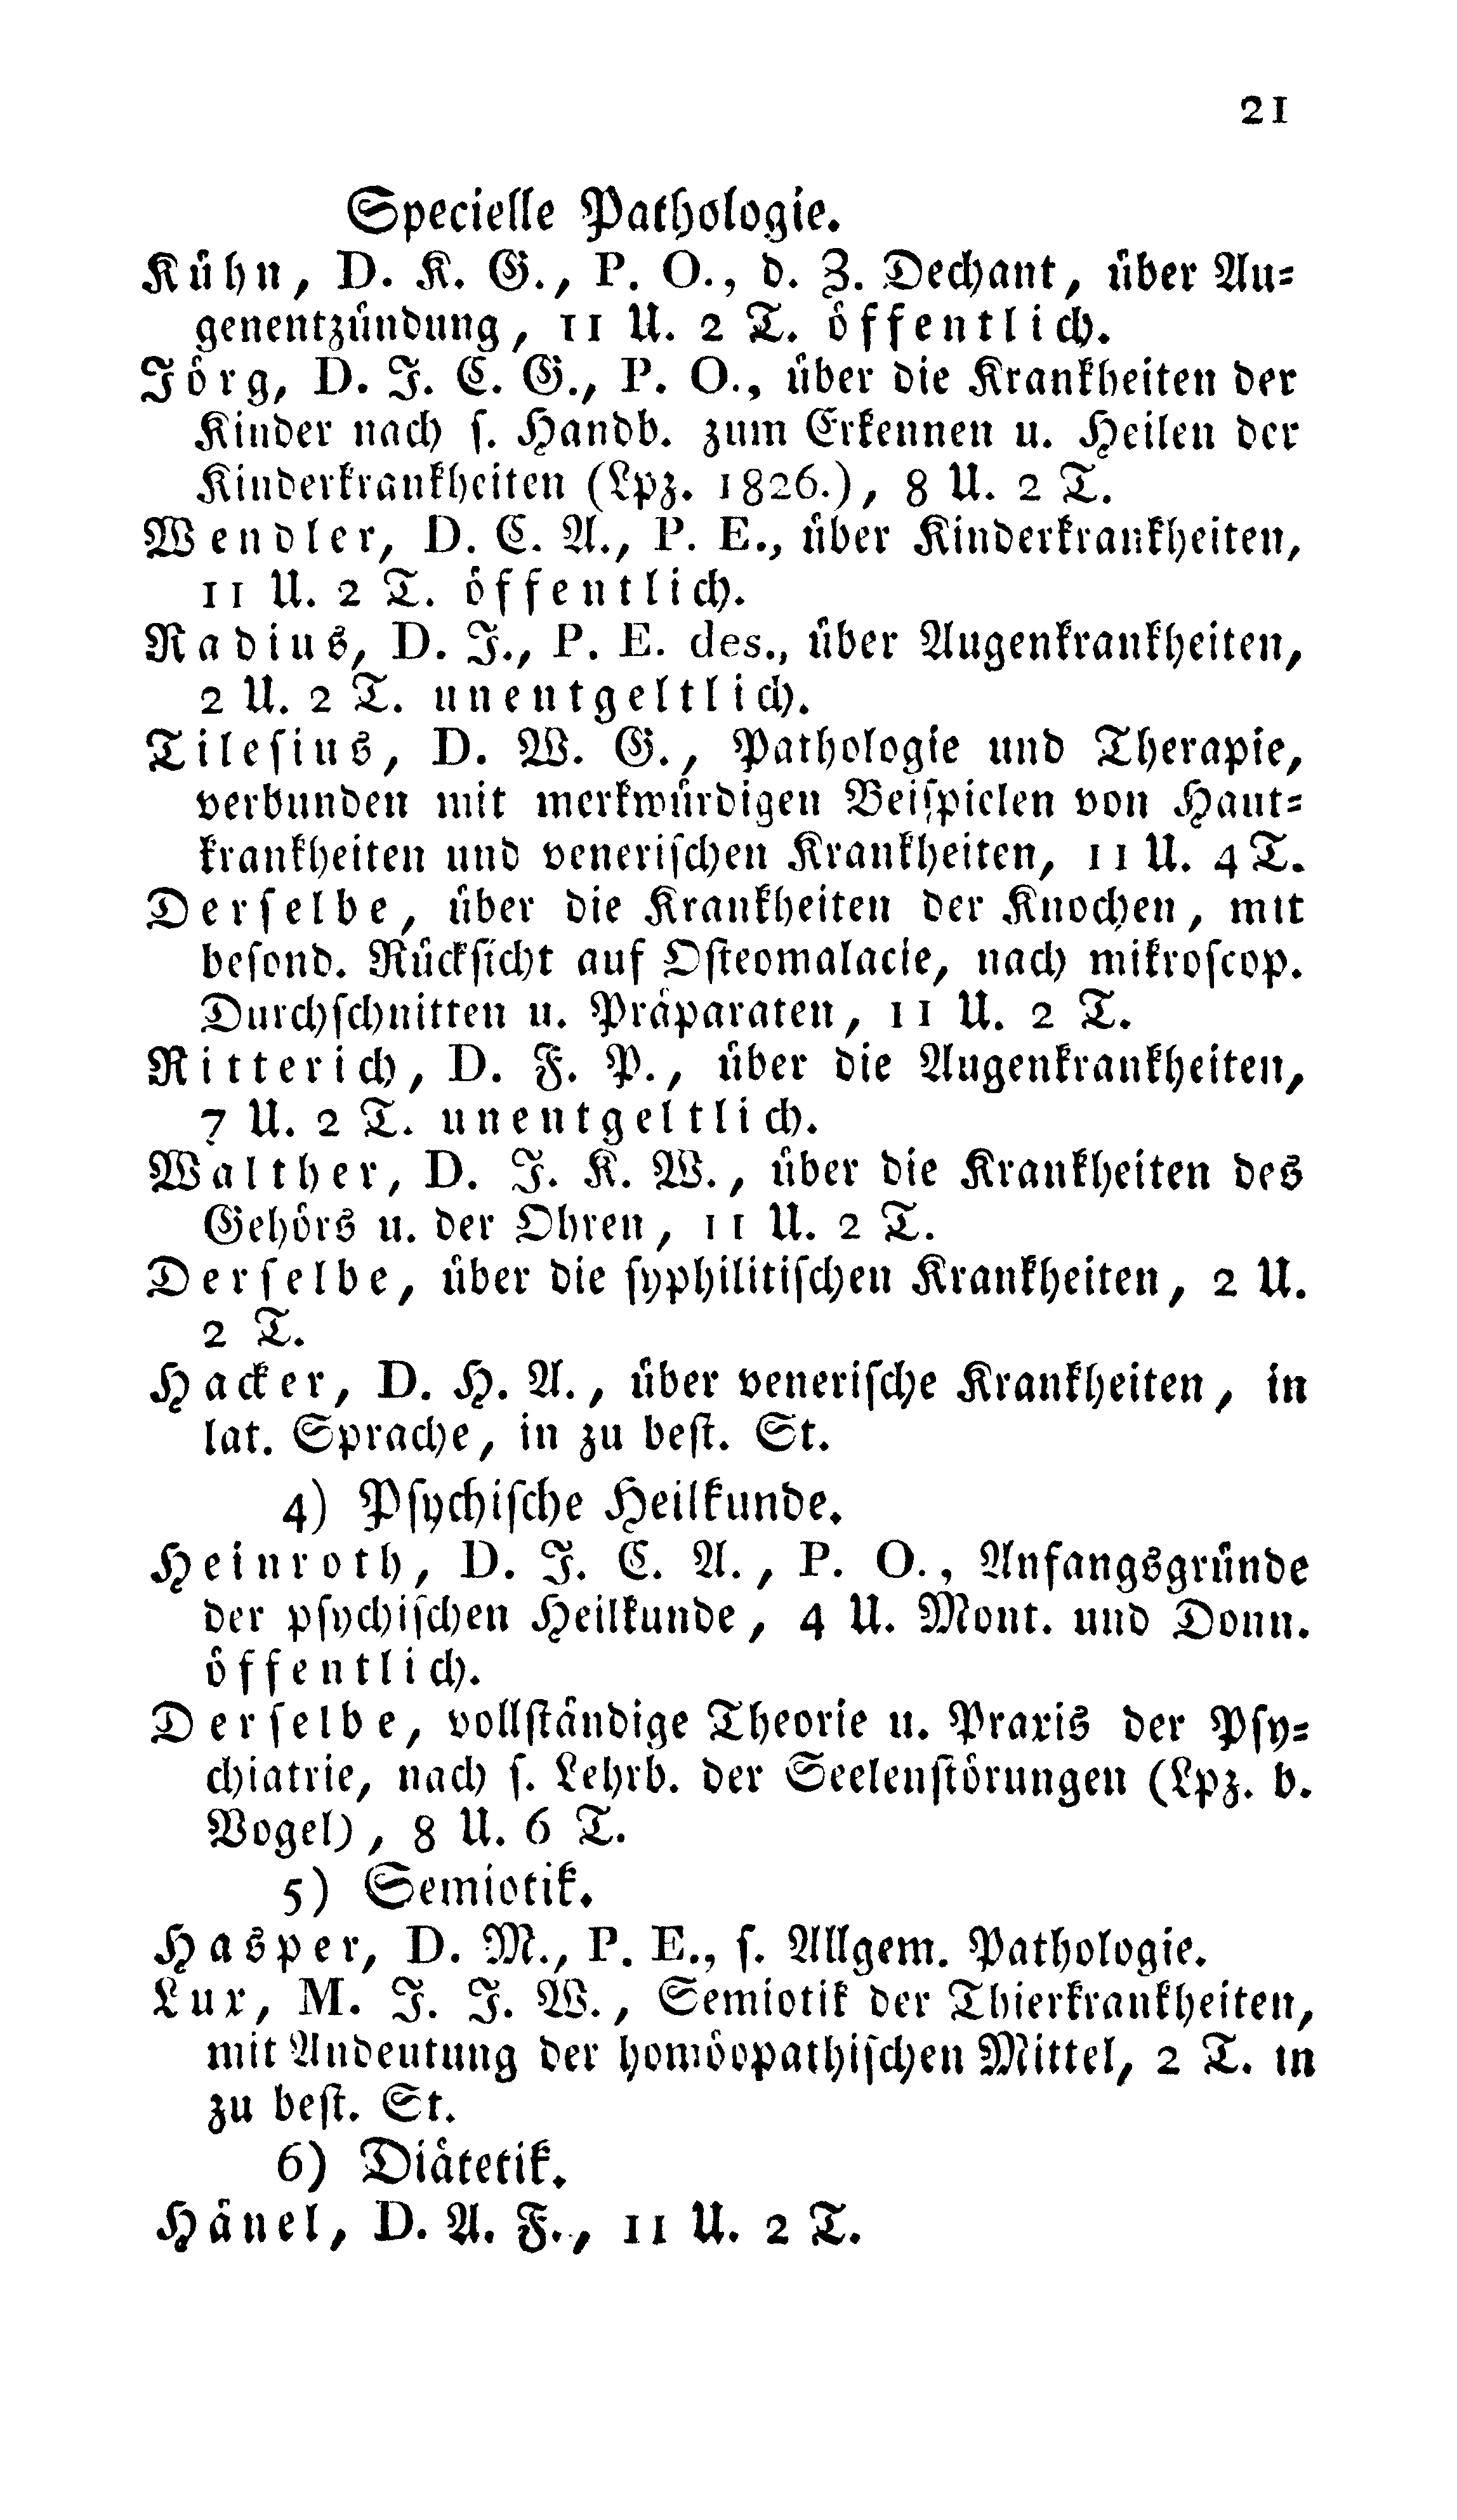 21
Specielle Pathologie.
Kühn, D. K. G., P. O., d. Z. Dechant, über Au-
genentzündung, 11 U. 2 T. öffentlich.
Jörg, D. J. C. G., P. O., über die Krankheiten der
Kinder nach s. Handb. zum Erkennen u. Heilen der
Kinderkrankheiten (Lpz. 1826.), 8 U. 2 T.
Wendler, D. C. A., P. E., über Kinderkrankheiten,
11 U. 2 T. öffentlich.
Radius, D. J., P. E. des., über Augenkrankheiten,
2 U. 2 T. unentgeltlich.
Tilesius, D. W. G., Pathologie und Therapie,
verbunden mit merkwürdigen Beispielen von Haut-
krankheiten und venerischen Krankheiten, 11 U. 4 T.
Derselbe, über die Krankheiten der Knochen, mit
besond. Rücksicht auf Osteomalacie, nach mikroscop.
Durchschnitten u. Präparaten, 11 U. 2 T.
Ritterich, D. F. P., über die Augenkrankheiten,
7 U. 2 T. unentgeltlich.
Walther, D. J. K. W., über die Krankheiten des
Gehörs u. der Ohren, 11 U. 2 T.
Derselbe, über die syphilitischen Krankheiten, 2 U.
2 T.
Hacker, D. H. A., über venerische Krankheiten, in
lat. Sprache, in zu best. St.
4) Psychische Heilkunde.
Heinroth, D. J. C. A., P. O., Anfangsgründe
der psychischen Heilkunde, 4 U. Mont. und Donn.
öffentlich.
Derselbe, vollständige Theorie u. Praxis der Psy-
chiatrie, nach s. Lehrb. der Seelenstörungen (Lpz. b.
Vogel), 8 U. 6 T.
5) Semiotik.
Hasper, D. M., P. E., s. Allgem. Pathologie.
Lux, M. J. J. W., Semiotik der Thierkrankheiten,
mit Andeutung der homöopathischen Mittel, 2 T. in
zu best. St.
6) Diätetik.
Hänel, D. A. F., 11 U. 2 T.